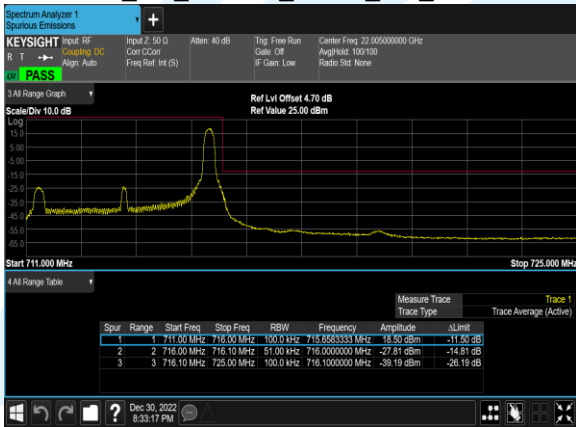 Spectrum Analyzer 1
Spurious Emissions
+
KEYSIGHT Input: RF Input Z: 50 Ω Atten: 40 dB Trig: Free Run Center Freq: 22.005000000 GHz
R T Coupling: DC Corr CCorr Gate: Off Avg|Hold: 100/100
Align: Auto Freq Ref: Int (S) IF Gain: Low Radio Std: None
PASS
3 All Range Graph
Ref Lvl Offset 4.70 dB
Scale/Div 10.0 dB Ref Value 25.00 dBm
Log
15.0
5.00
-5.00
-15.0
-25.0
-35.0
-45.0
-55.0
-65.0
Start 711.000 MHz Stop 725.000 MHz
4 All Range Table
Measure Trace Trace 1
Trace Type Trace Average (Active)
Spur Range Start Freq Stop Freq RBW Frequency Amplitude ΔLimit
1 1 711.00 MHz 716.00 MHz 100.0 kHz 715.6583333 MHz 18.50 dBm -11.50 dB
2 2 716.00 MHz 716.10 MHz 51.00 kHz 716.0000000 MHz -27.81 dBm -14.81 dB
3 3 716.10 MHz 725.00 MHz 100.0 kHz 716.1000000 MHz -39.19 dBm -26.19 dB
?
Dec 30, 2022
8:33:17 PM